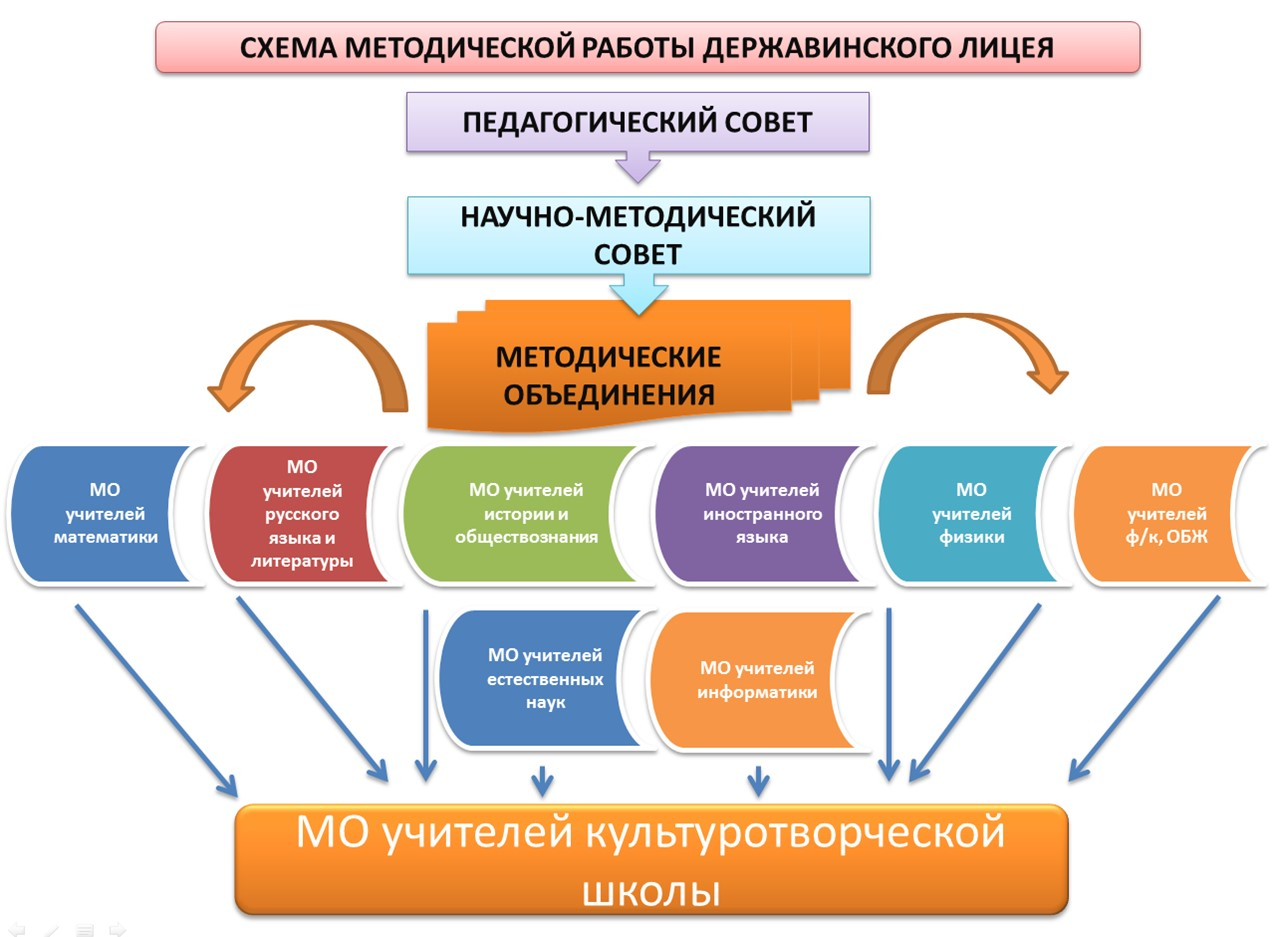 СХЕМА МЕТОДИЧЕСКОЙ РАБОТЫ ДЕРЖАВИНСКОГО ЛИЦЕЯ
ПЕДАГОГИЧЕСКИЙ СОВЕТ
НАУЧНО-МЕТОДИЧЕСКИЙ
СОВЕТ
МЕТОДИЧЕСКИЕ
ОБЪЕДИНЕНИЯ
МО
учителей
математики
МО
учителей
русского
языка и
литературы
МО учителей
истории и
обществознания
МО учителей
иностранного
языка
МО
учителей
физики
МО
учителей
ф/к, ОБЖ
МО учителей
естественных
наук
МО учителей
информатики
МО учителей культуротворческой
школы